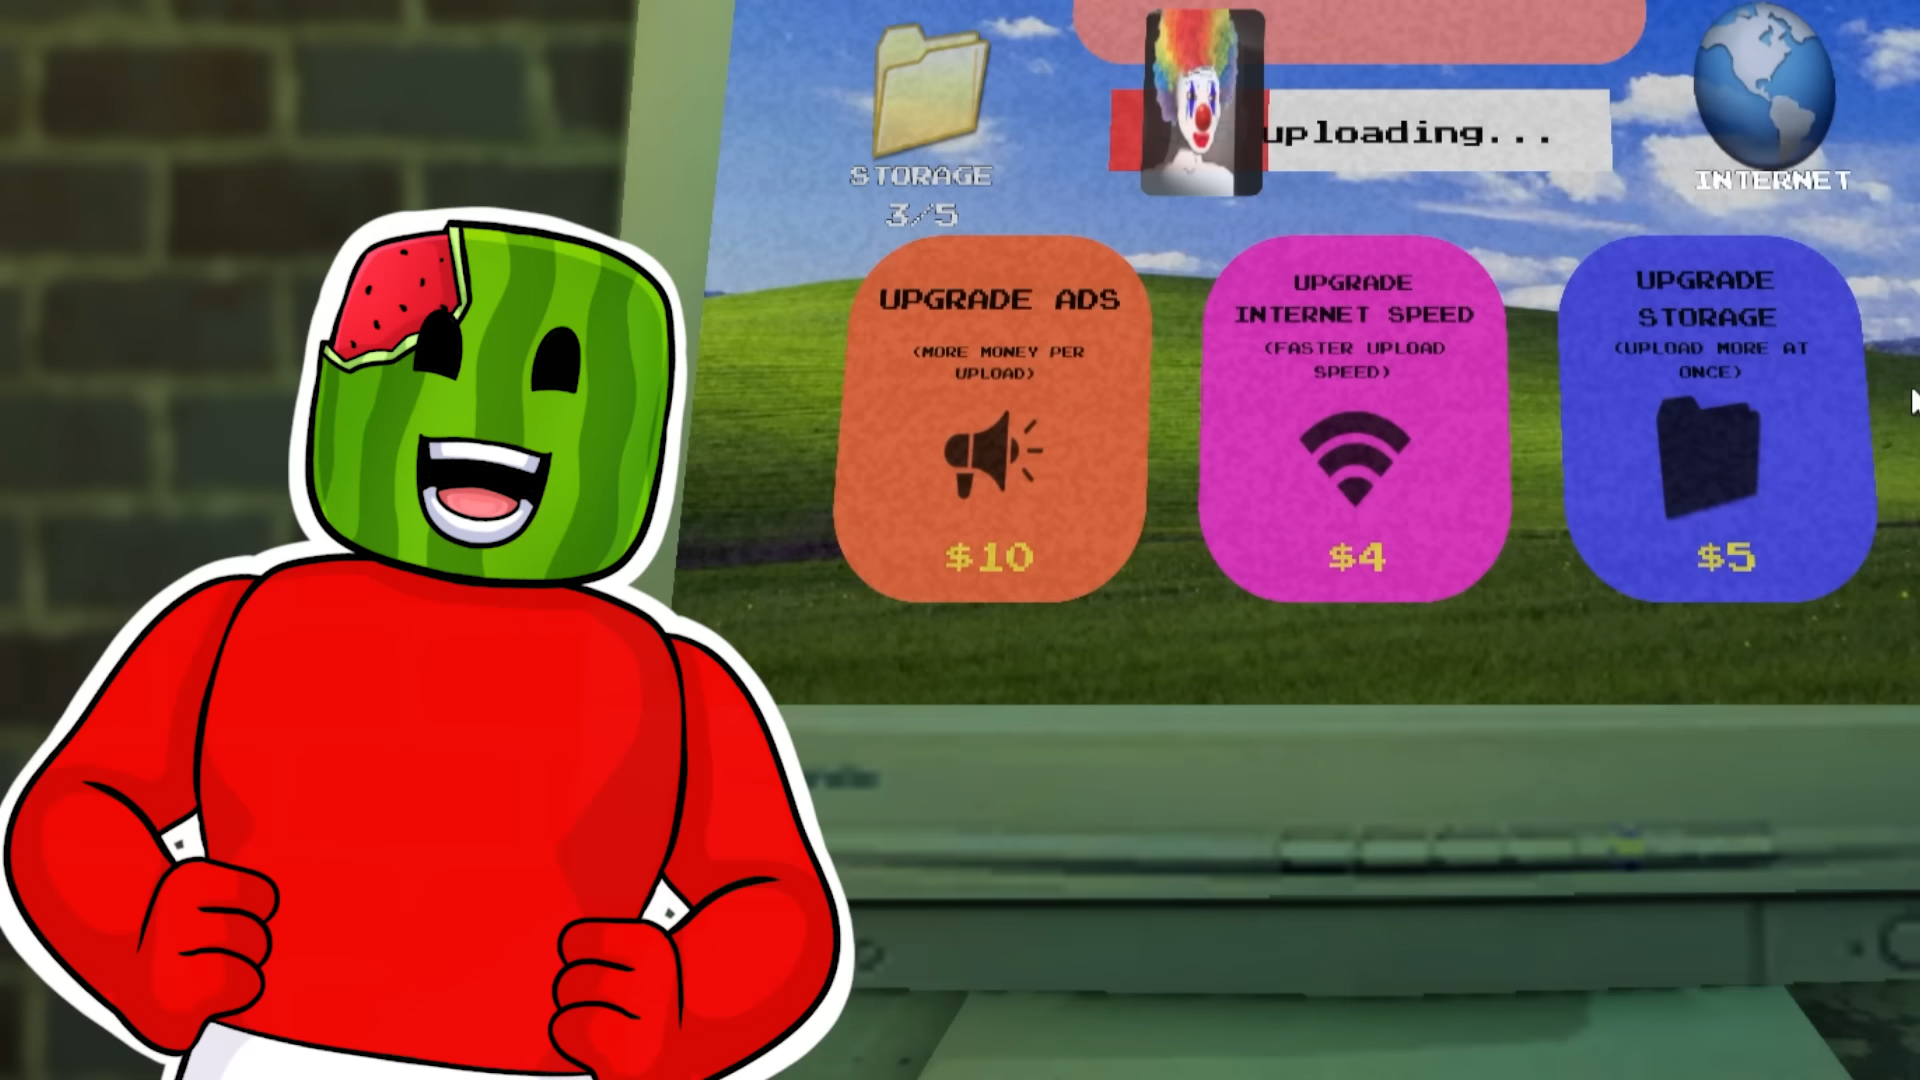 uploading...
STORAGE
3/5
INTERNET
UPGRADE ADS
(MORE MONEY PER
UPLOAD)
$10
UPGRADE
INTERNET SPEED
(FASTER UPLOAD
SPEED)
$4
UPGRADE
STORAGE
(UPLOAD MORE AT
ONCE)
$5